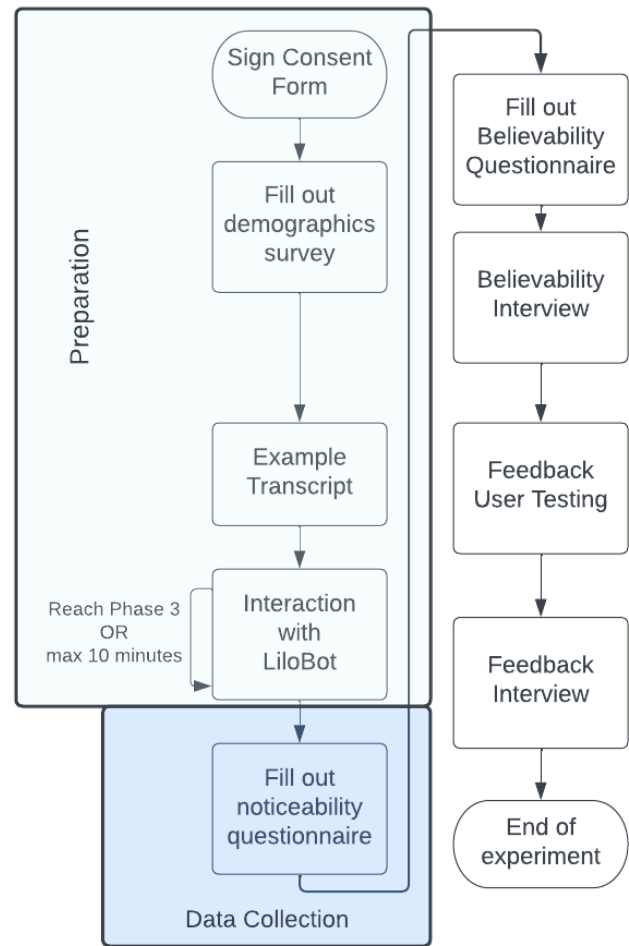 Sign Consent
Form
Fill out
demographics
survey
Preparation
Example
Transcript
Interaction
with
LiloBot
Reach Phase 3
OR
max 10 minutes
Fill out
noticeability
questionnaire
Data Collection
Fill out
Believability
Questionnaire
Believability
Interview
Feedback
User Testing
Feedback
Interview
End of
experiment